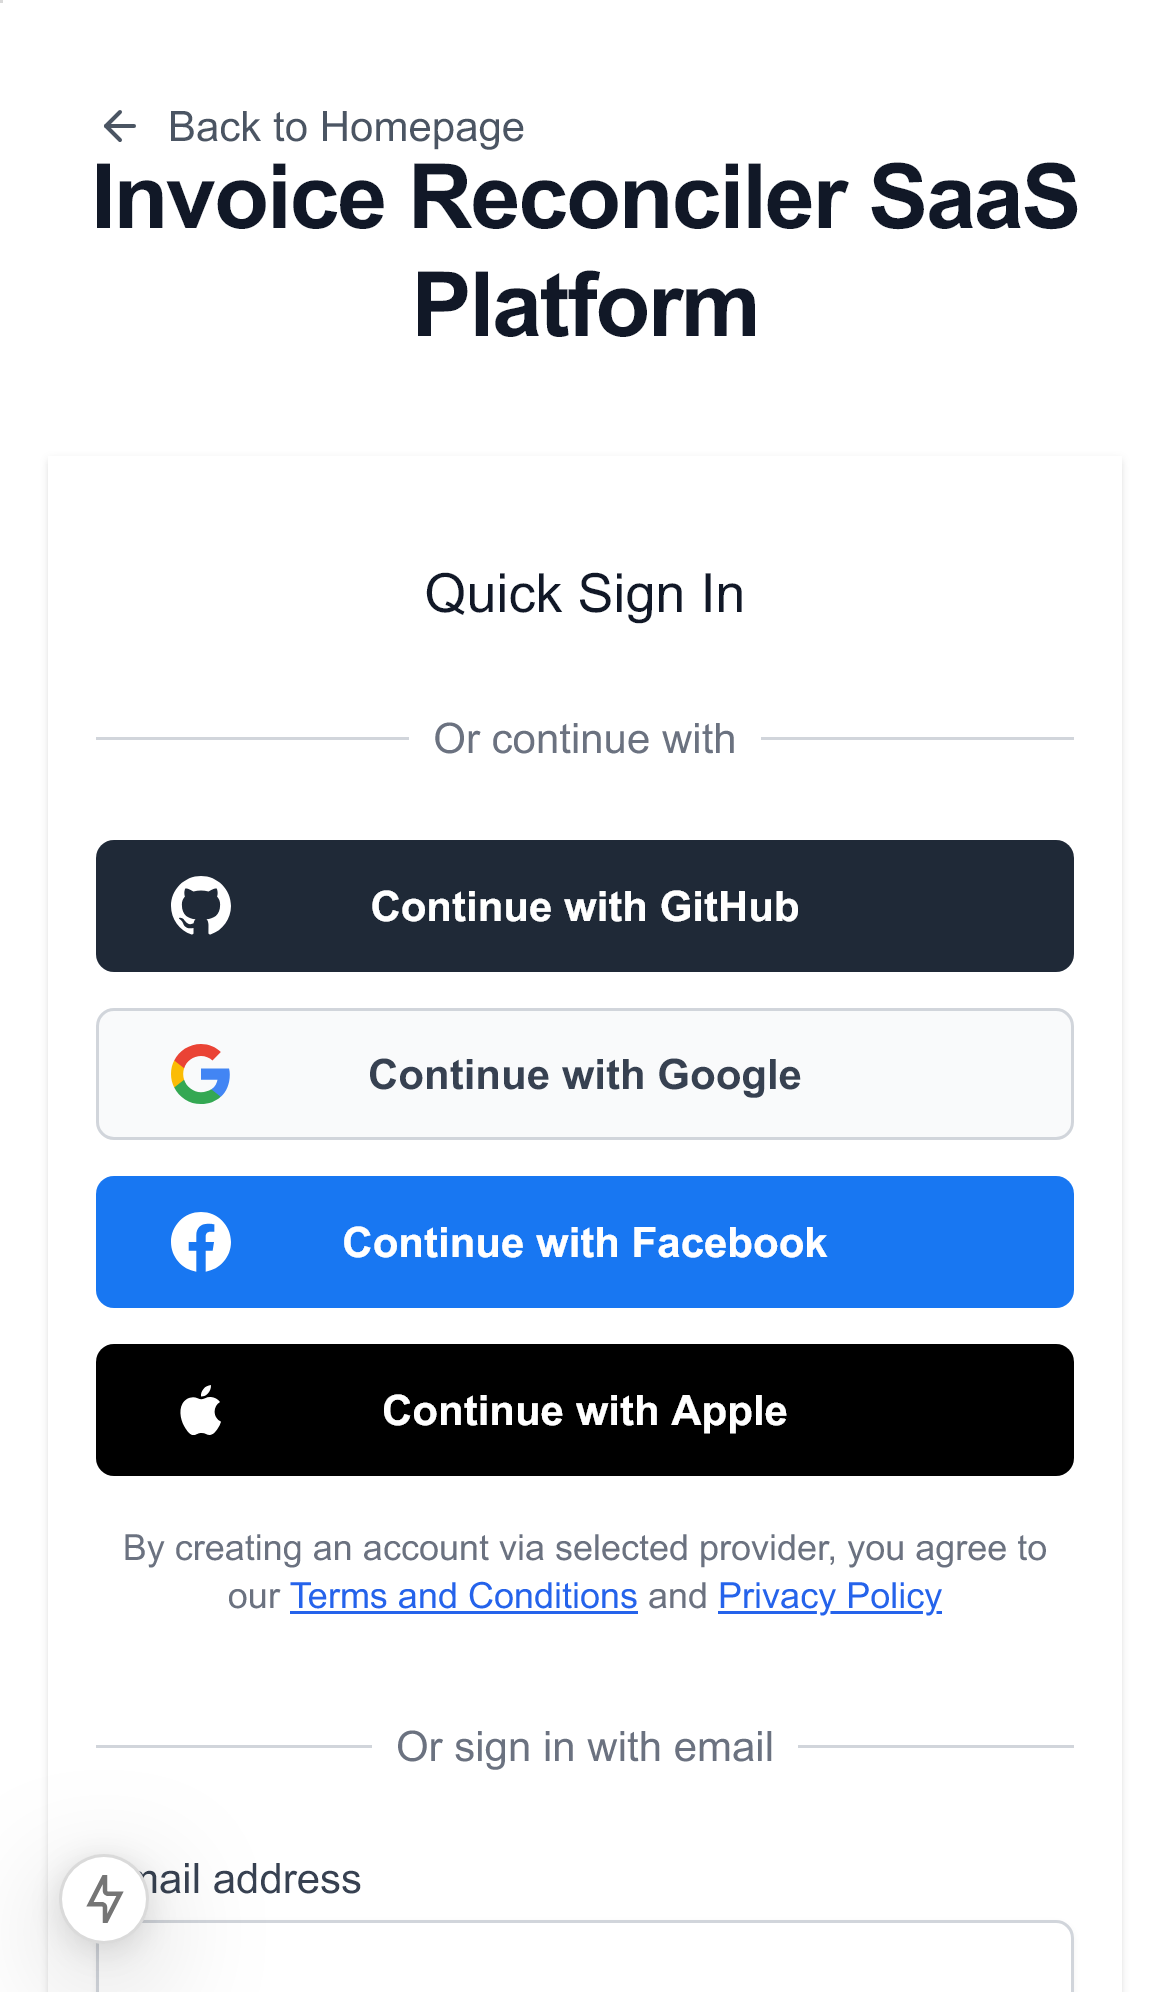 Back to Homepage
Invoice Reconciler SaaS
Platform
Quick Sign In
Or continue with
Continue with GitHub
Continue with Google
Continue with Facebook
Continue with Apple
By creating an account via selected provider, you agree to
our Terms and Conditions and Privacy Policy
Or sign in with email
address